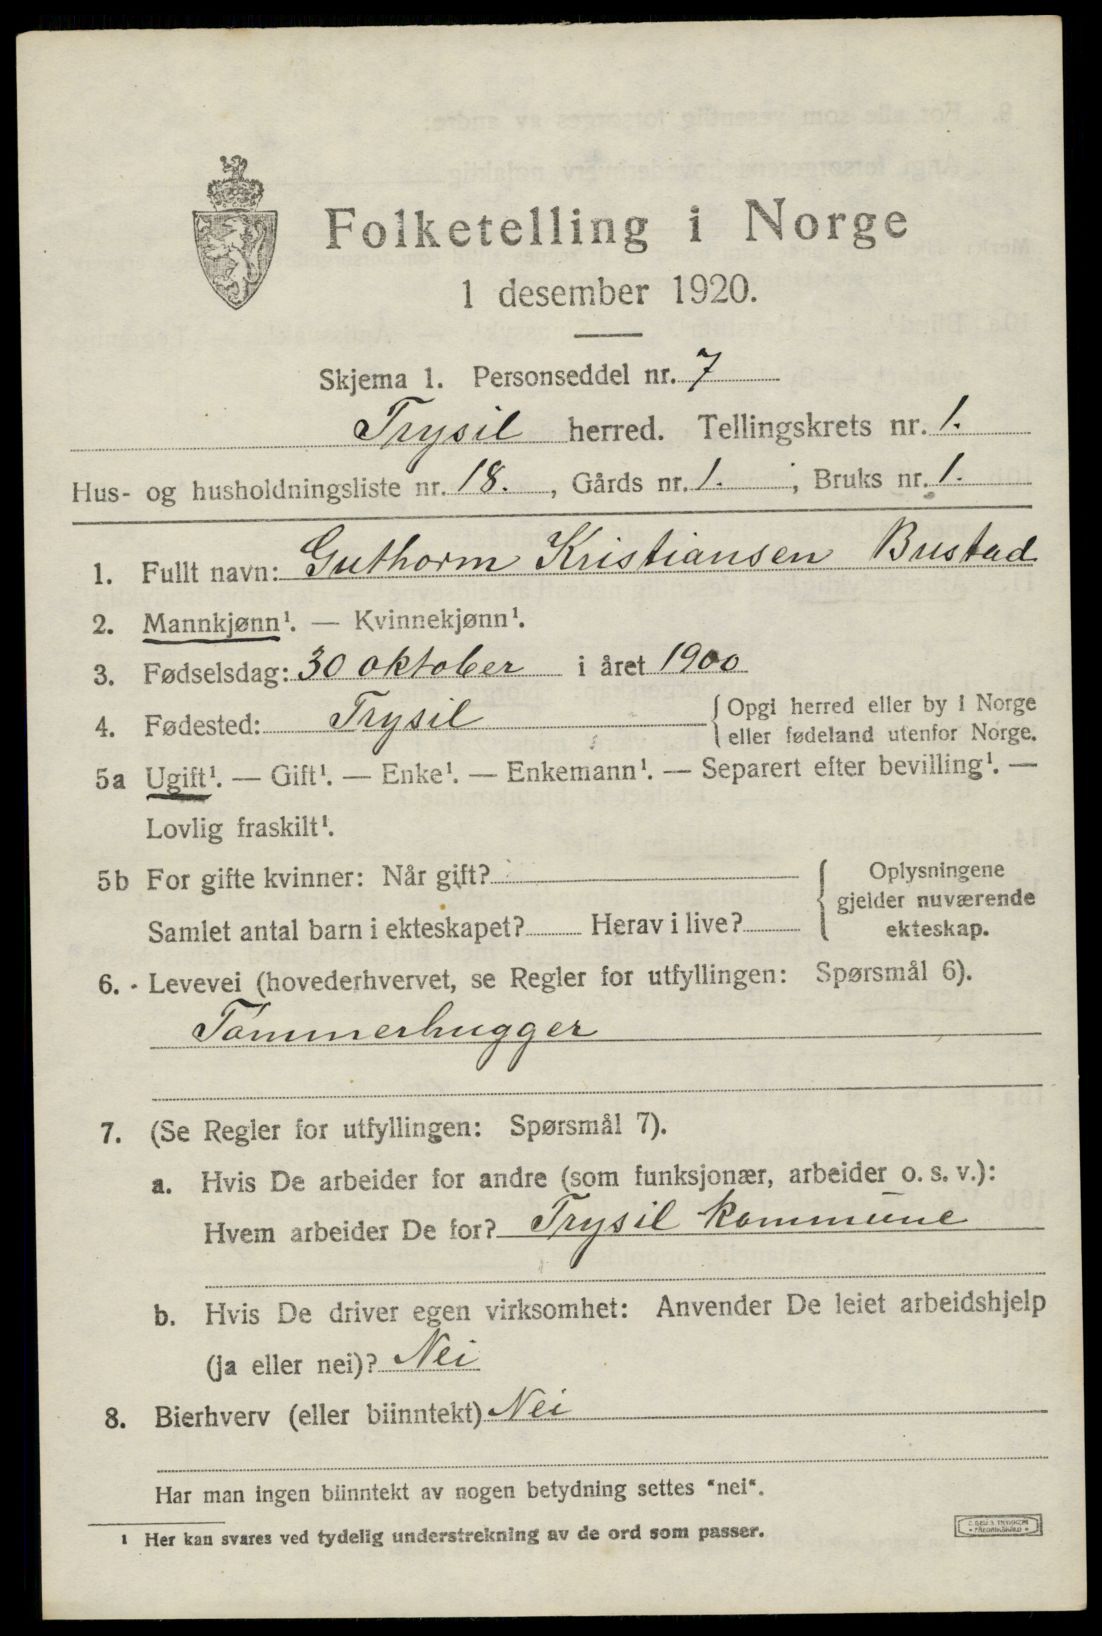 Folketelling i Norge
1 desember 1920.
Skjema 1. Personseddel nr. 7
Trysil herred. Tellingskrets nr. 1.
Hus- og husholdningsliste nr. 18., Gårds nr. 1., Bruks nr. 1.
1. Fullt navn: Guthorm Kristiansen Bustad
2. Mannkjønn¹. — Kvinnekjønn¹.
3. Fødselsdag: 30 oktober i året 1900
4. Fødested: Trysil {Opgi herred eller by i Norge
eller fødeland utenfor Norge.
5a Ugift¹. — Gift¹. — Enke¹. — Enkemann¹. — Separert efter bevilling¹. —
Lovlig fraskilt¹.
5b For gifte kvinner: Når gift?
Samlet antal barn i ekteskapet? Herav i live?
{Oplysningene
gjelder nuværende
ekteskap.
6. Levevei (hovederhvervet, se Regler for utfyllingen: Spørsmål 6).
Tømmerhugger
7. (Se Regler for utfyllingen: Spørsmål 7).
a. Hvis De arbeider for andre (som funksjonær, arbeider o. s. v.):
Hvem arbeider De for? Trysil kommune
b. Hvis De driver egen virksomhet: Anvender De leiet arbeidshjelp
(ja eller nei)? Nei
8. Bierhverv (eller biinntekt) Nei
Har man ingen biinntekt av nogen betydning settes "nei".
¹ Her kan svares ved tydelig understrekning av de ord som passer.